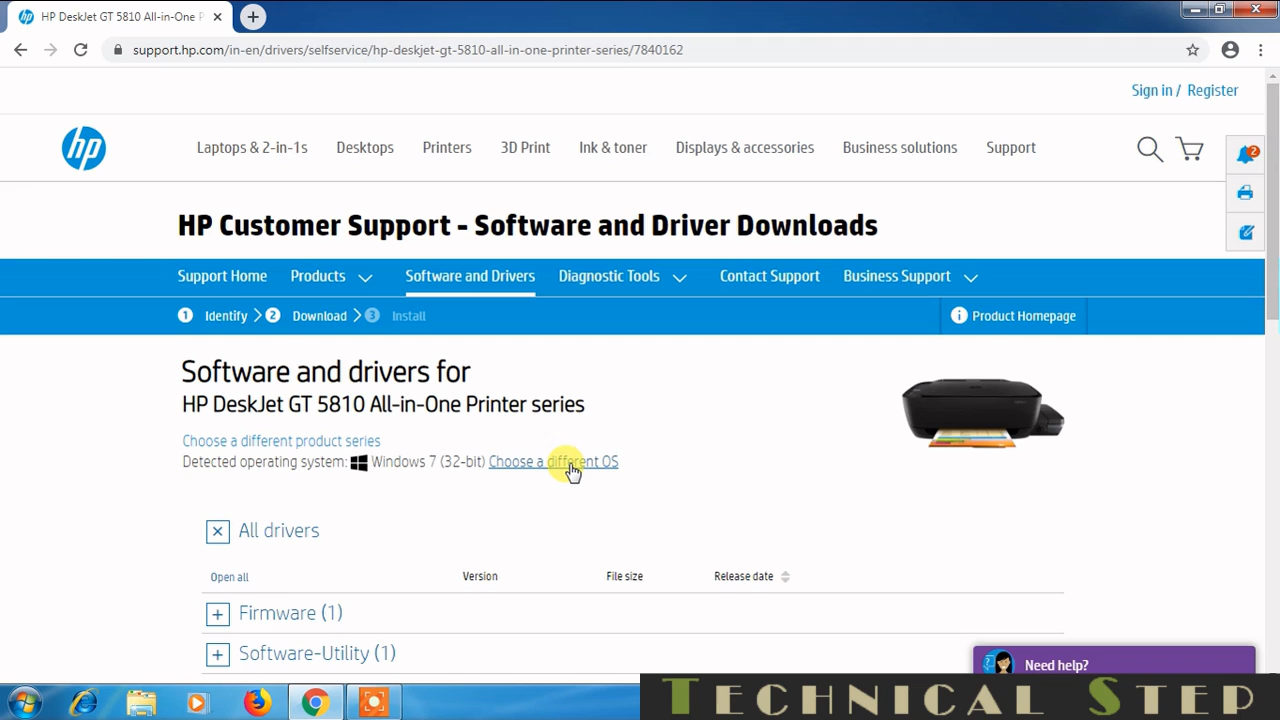 HP DeskJet GT 5810 All-in-One P
support.hp.com/in-en/drivers/selfservice/hp-deskjet-gt-5810-all-in-one-printer-series/7840162
Sign in / Register
hp
Laptops & 2-in-1s Desktops Printers 3D Print Ink & toner Displays & accessories Business solutions Support
2
HP Customer Support - Software and Driver Downloads
Support Home Products Software and Drivers Diagnostic Tools Contact Support Business Support
1 Identify 2 Download 3 Install Product Homepage
Software and drivers for
HP DeskJet GT 5810 All-in-One Printer series
Choose a different product series
Detected operating system: Windows 7 (32-bit) Choose a different OS
All drivers
Open all Version File size Release date
Firmware (1)
Software-Utility (1)
Need help?
TECHNICAL STEP